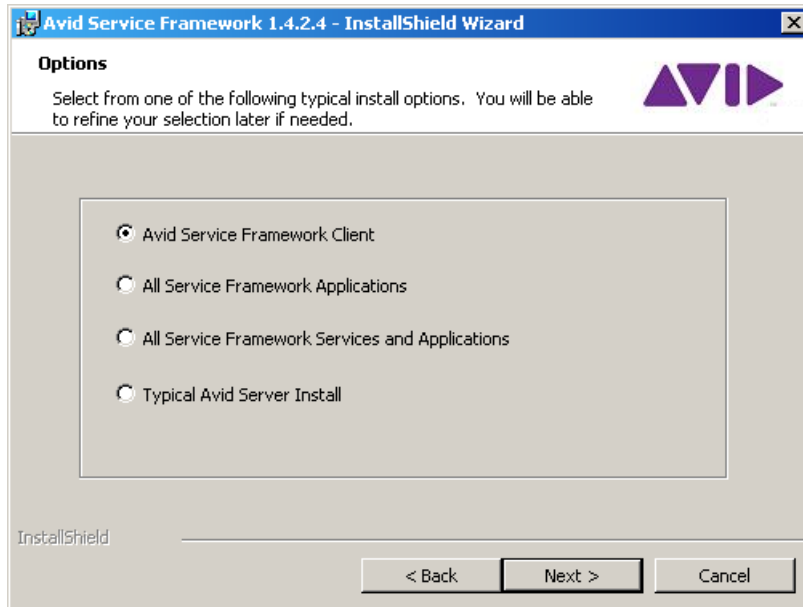 Avid Service Framework 1.4.2.4 - InstallShield Wizard
Options
Select from one of the following typical install options. You will be able
to refine your selection later if needed.
AVID
Avid Service Framework Client
All Service Framework Applications
All Service Framework Services and Applications
Typical Avid Server Install
InstallShield
< Back Next > Cancel